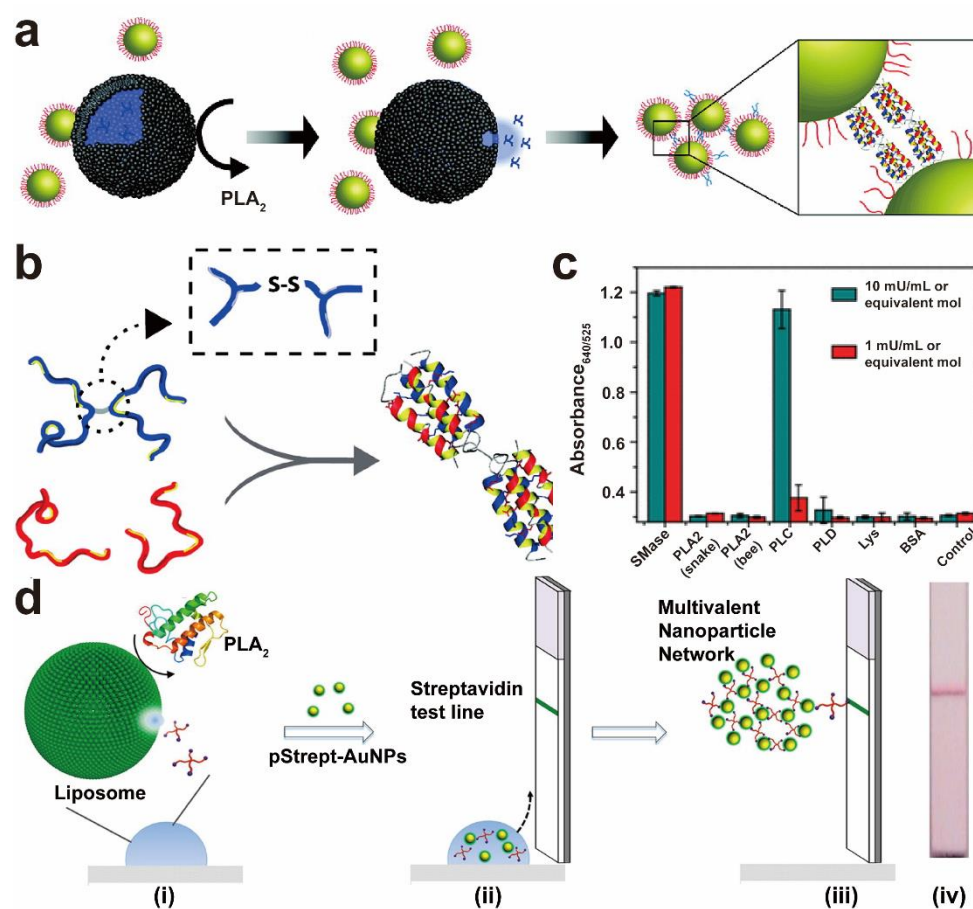 a
PLA₂
b
S-S
c
Absorbance₆₄₀/₅₂₅
1.2
1.0
0.8
0.6
0.4
10 mU/mL or
equivalent mol
1 mU/mL or
equivalent mol
SMase
PLA2
(snake)
PLA2
(bee)
PLC
PLD
Lys
BSA
Control
d
PLA₂
Liposome
(i)
pStrept-AuNPs
Streptavidin
test line
(ii)
Multivalent
Nanoparticle
Network
(iii)
(iv)